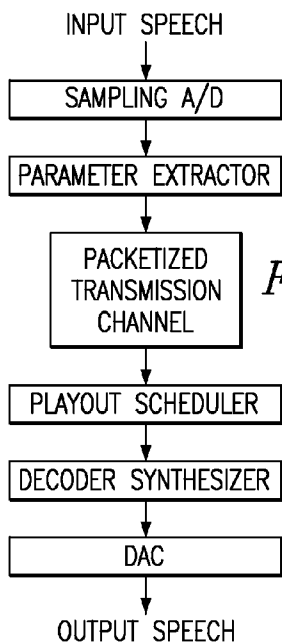 INPUT SPEECH
SAMPLING A/D
PARAMETER EXTRACTOR
PACKETIZED
TRANSMISSION
CHANNEL
PLAYOUT SCHEDULER
DECODER SYNTHESIZER
DAC
OUTPUT SPEECH